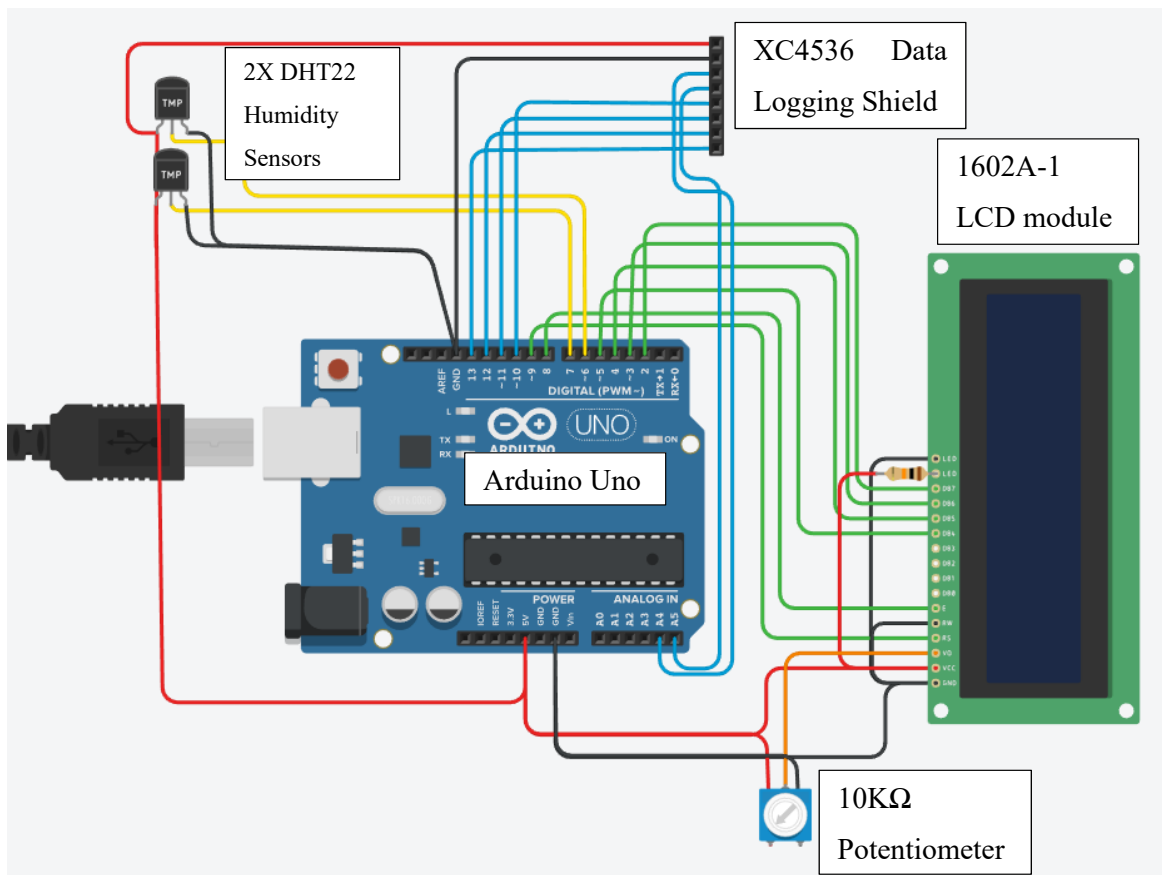 XC4536 Data
Logging Shield
2X DHT22
Humidity
Sensors
TMP
TMP
1602A-1
LCD module
AREF
GND
13
12
~11
~10
~9
8
7
~6
~5
4
~3
2
TX→1
RX←0
DIGITAL (PWM~)
L
TX
RX
UNO
ON
ARDUINO
Arduino Uno
LED
LED
DB7
DB6
DB5
DB4
DB3
DB2
DB1
DB0
E
RW
RS
VO
VCC
GND
POWER
ANALOG IN
IOREF
RESET
3.3V
5V
GND
GND
Vin
A0
A1
A2
A3
A4
A5
10KΩ
Potentiometer